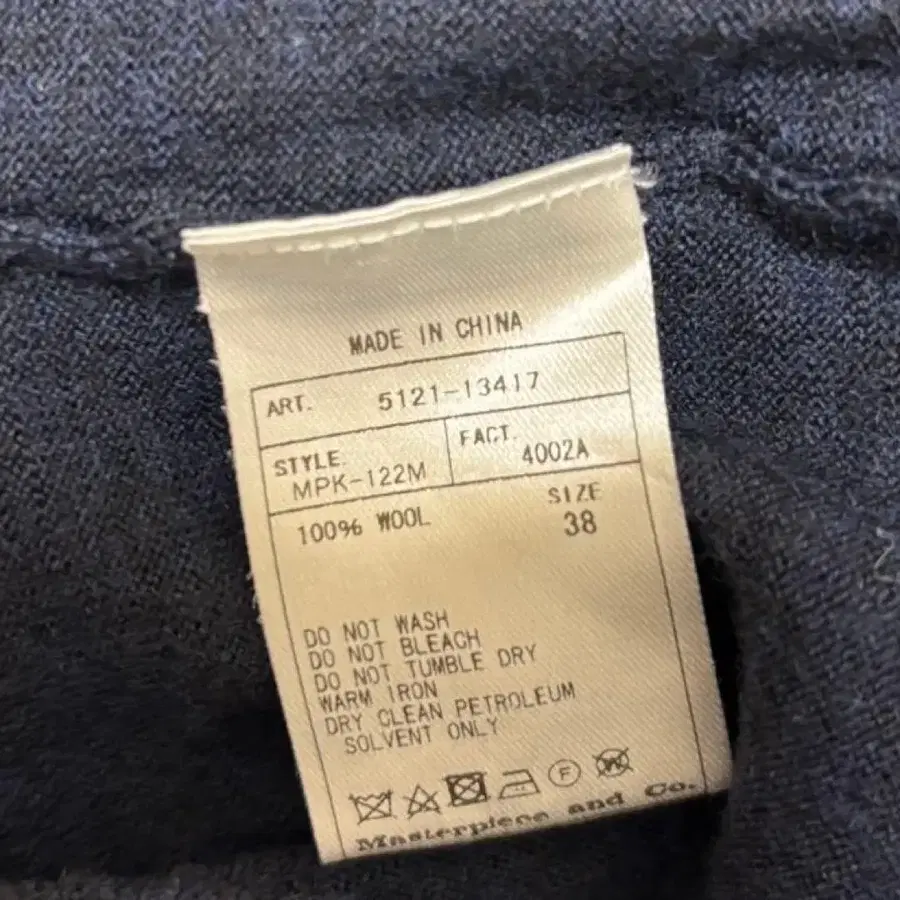 MADE IN CHINA
ART. 5121-13417
STYLE. FACT.
MPK-122M 4002A
100% WOOL SIZE
38
DO NOT WASH
DO NOT BLEACH
DO NOT TUMBLE DRY
WARM IRON
DRY CLEAN PETROLEUM
SOLVENT ONLY
F W
Masterpiece and Co.